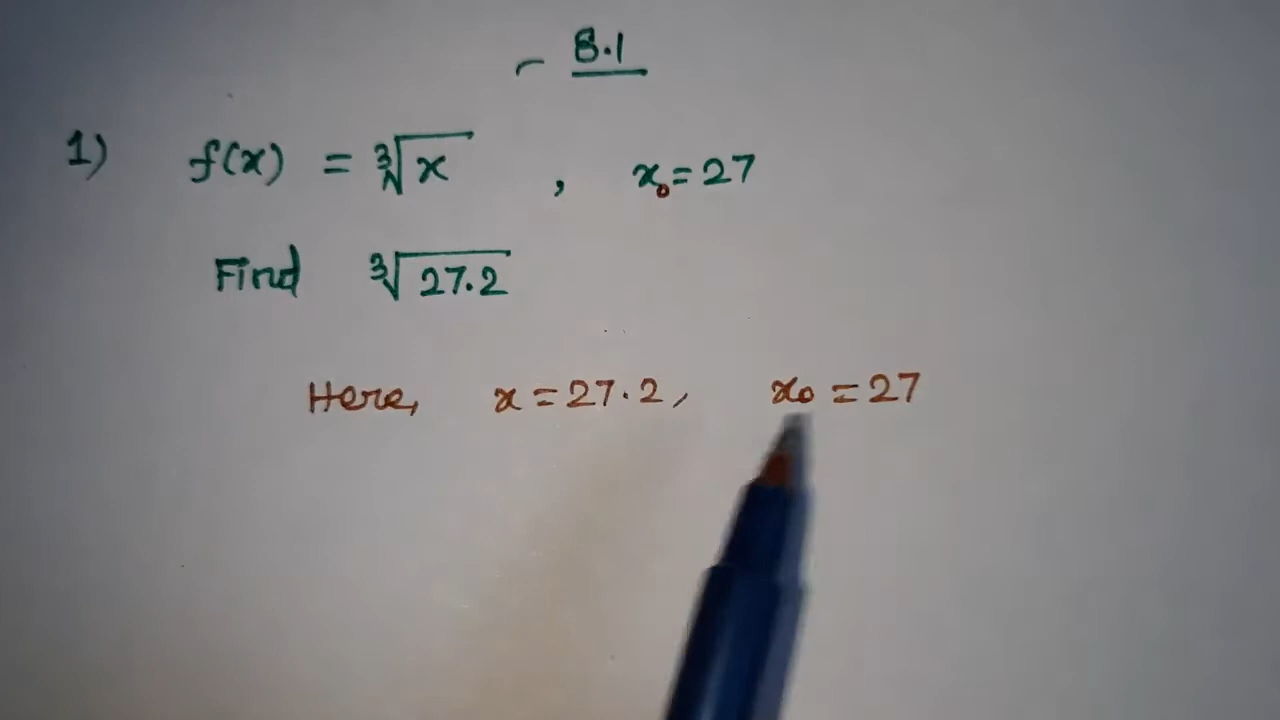 8.1
1) f(x) = ∛x , x₀ = 27
Find ∛27.2
Here, x = 27.2, x₀ = 27